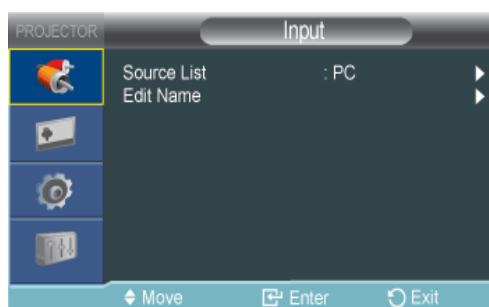 PROJECTOR Input
Source List : PC
Edit Name
Move Enter Exit